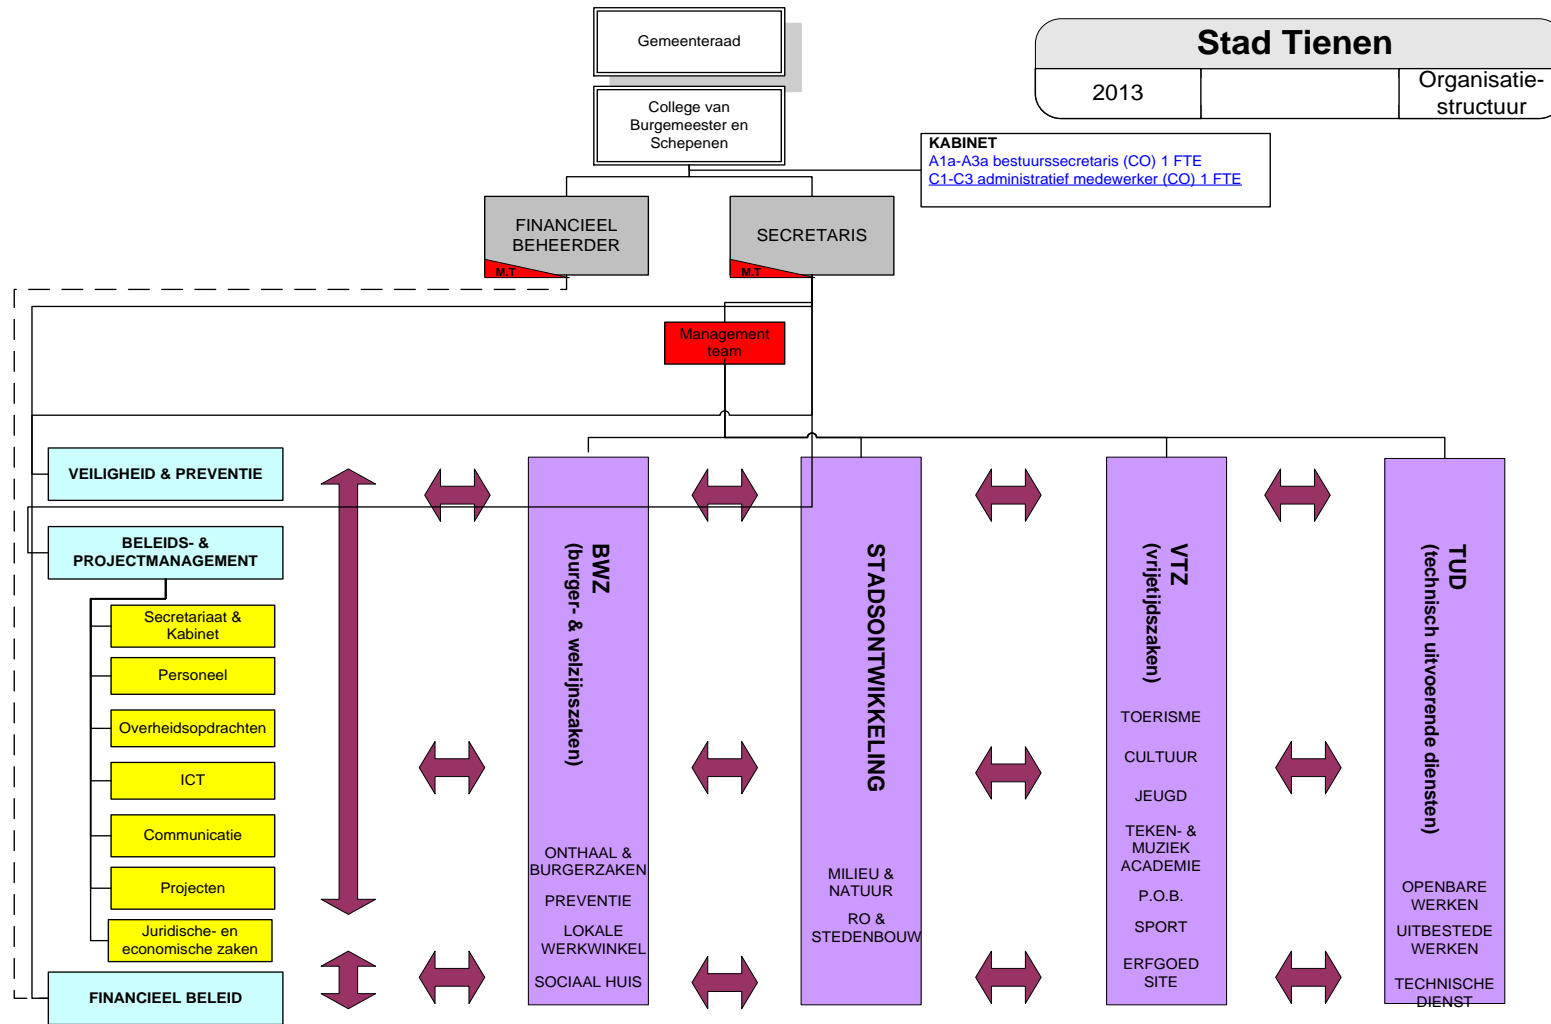 Gemeenteraad
Stad Tienen
2013
Organisatie-
structuur
College van
Burgemeester en
Schepenen
KABINET
A1a-A3a bestuurssecretaris (CO) 1 FTE
C1-C3 administratief medewerker (CO) 1 FTE
FINANCIEEL
BEHEERDER
M.T
SECRETARIS
M.T
Management
team
VEILIGHEID & PREVENTIE
BELEIDS- &
PROJECTMANAGEMENT
Secretariaat &
Kabinet
Personeel
Overheidsopdrachten
ICT
Communicatie
Projecten
Juridische- en
economische zaken
FINANCIEEL BELEID
BWZ
(burger- & welzijnszaken)
ONTHAAL &
BURGERZAKEN
PREVENTIE
LOKALE
WERKWINKEL
SOCIAAL HUIS
STADSONTWIKKELING
MILIEU &
NATUUR
RO &
STEDENBOUW
VTZ
(vrijetijdszaken)
TOERISME
CULTUUR
JEUGD
TEKEN- &
MUZIEK
ACADEMIE
P.O.B.
SPORT
ERFGOED
SITE
TUD
(technisch uitvoerende diensten)
OPENBARE
WERKEN
UITBESTEDE
WERKEN
TECHNISCHE
DIENST